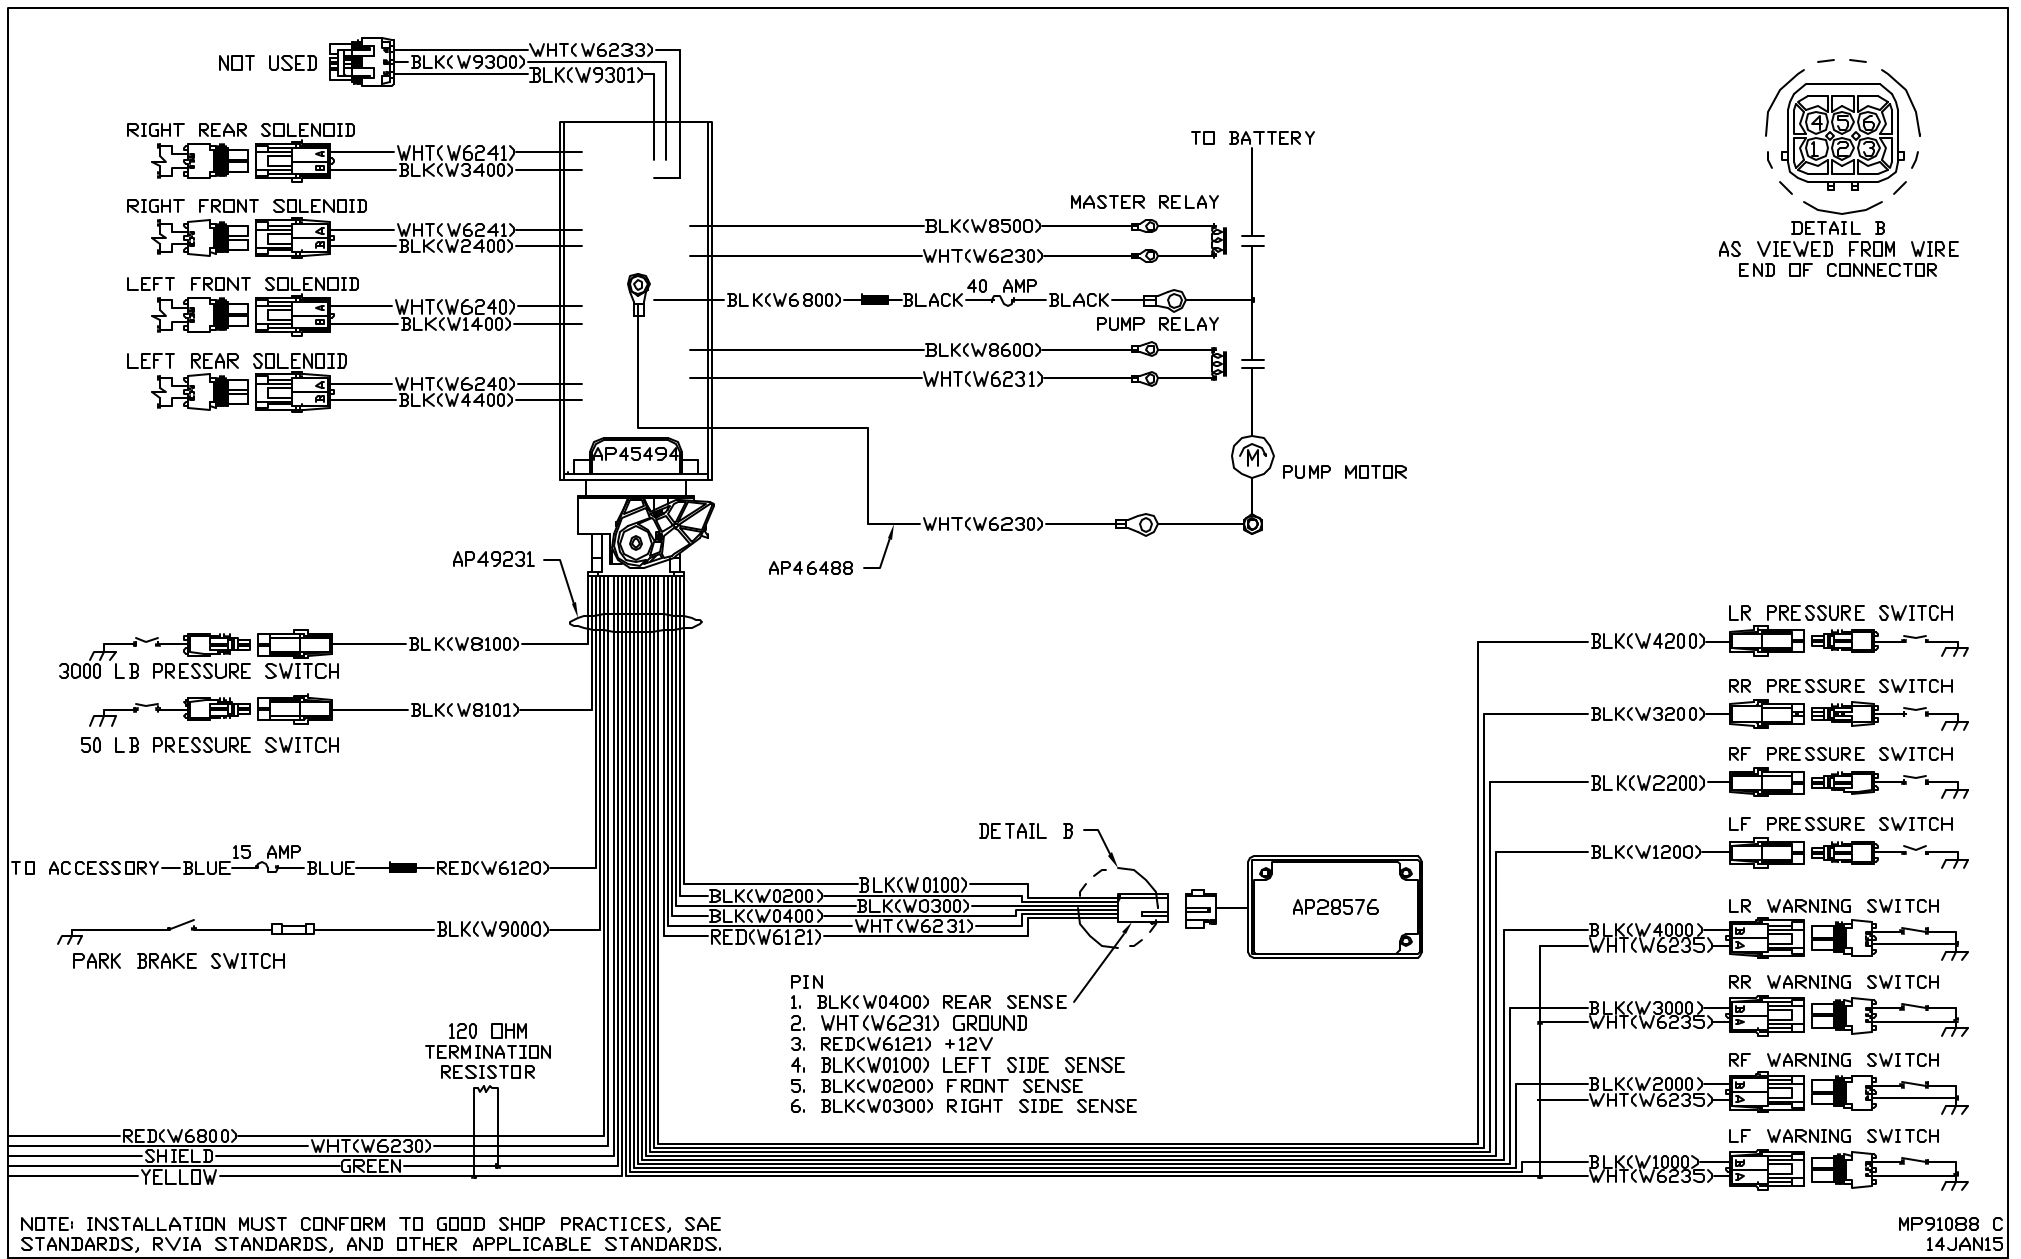 NOT USED
WHT(W6233)
BLK(W9300)
BLK(W9301)
RIGHT REAR SOLENOID
WHT(W6241)
BLK(W3400)
A
B
RIGHT FRONT SOLENOID
WHT(W6241)
BLK(W2400)
A
B
LEFT FRONT SOLENOID
WHT(W6240)
BLK(W1400)
A
B
LEFT REAR SOLENOID
WHT(W6240)
BLK(W4400)
A
B
TO BATTERY
MASTER RELAY
BLK(W8500)
WHT(W6230)
BLK(W6800)
BLACK
40 AMP
BLACK
PUMP RELAY
BLK(W8600)
WHT(W6231)
M
PUMP MOTOR
WHT(W6230)
AP46488
AP45494
AP49231
4 5 6
1 2 3
DETAIL B
AS VIEWED FROM WIRE
END OF CONNECTOR
BLK(W8100)
3000 LB PRESSURE SWITCH
BLK(W8101)
50 LB PRESSURE SWITCH
TO ACCESSORY
BLUE
15 AMP
BLUE
RED(W6120)
BLK(W9000)
PARK BRAKE SWITCH
120 OHM
TERMINATION
RESISTOR
RED(W6800)
WHT(W6230)
SHIELD
GREEN
YELLOW
DETAIL B
BLK(W0100)
BLK(W0200)
BLK(W0300)
BLK(W0400)
WHT(W6231)
RED(W6121)
AP28576
PIN
1. BLK(W0400) REAR SENSE
2. WHT(W6231) GROUND
3. RED(W6121) +12V
4. BLK(W0100) LEFT SIDE SENSE
5. BLK(W0200) FRONT SENSE
6. BLK(W0300) RIGHT SIDE SENSE
LR PRESSURE SWITCH
BLK(W4200)
RR PRESSURE SWITCH
BLK(W3200)
RF PRESSURE SWITCH
BLK(W2200)
LF PRESSURE SWITCH
BLK(W1200)
LR WARNING SWITCH
BLK(W4000)
WHT(W6235)
B
A
RR WARNING SWITCH
BLK(W3000)
WHT(W6235)
B
A
RF WARNING SWITCH
BLK(W2000)
WHT(W6235)
B
A
LF WARNING SWITCH
BLK(W1000)
WHT(W6235)
B
A
NOTE: INSTALLATION MUST CONFORM TO GOOD SHOP PRACTICES, SAE
STANDARDS, RVIA STANDARDS, AND OTHER APPLICABLE STANDARDS.
MP91088 C
14JAN15